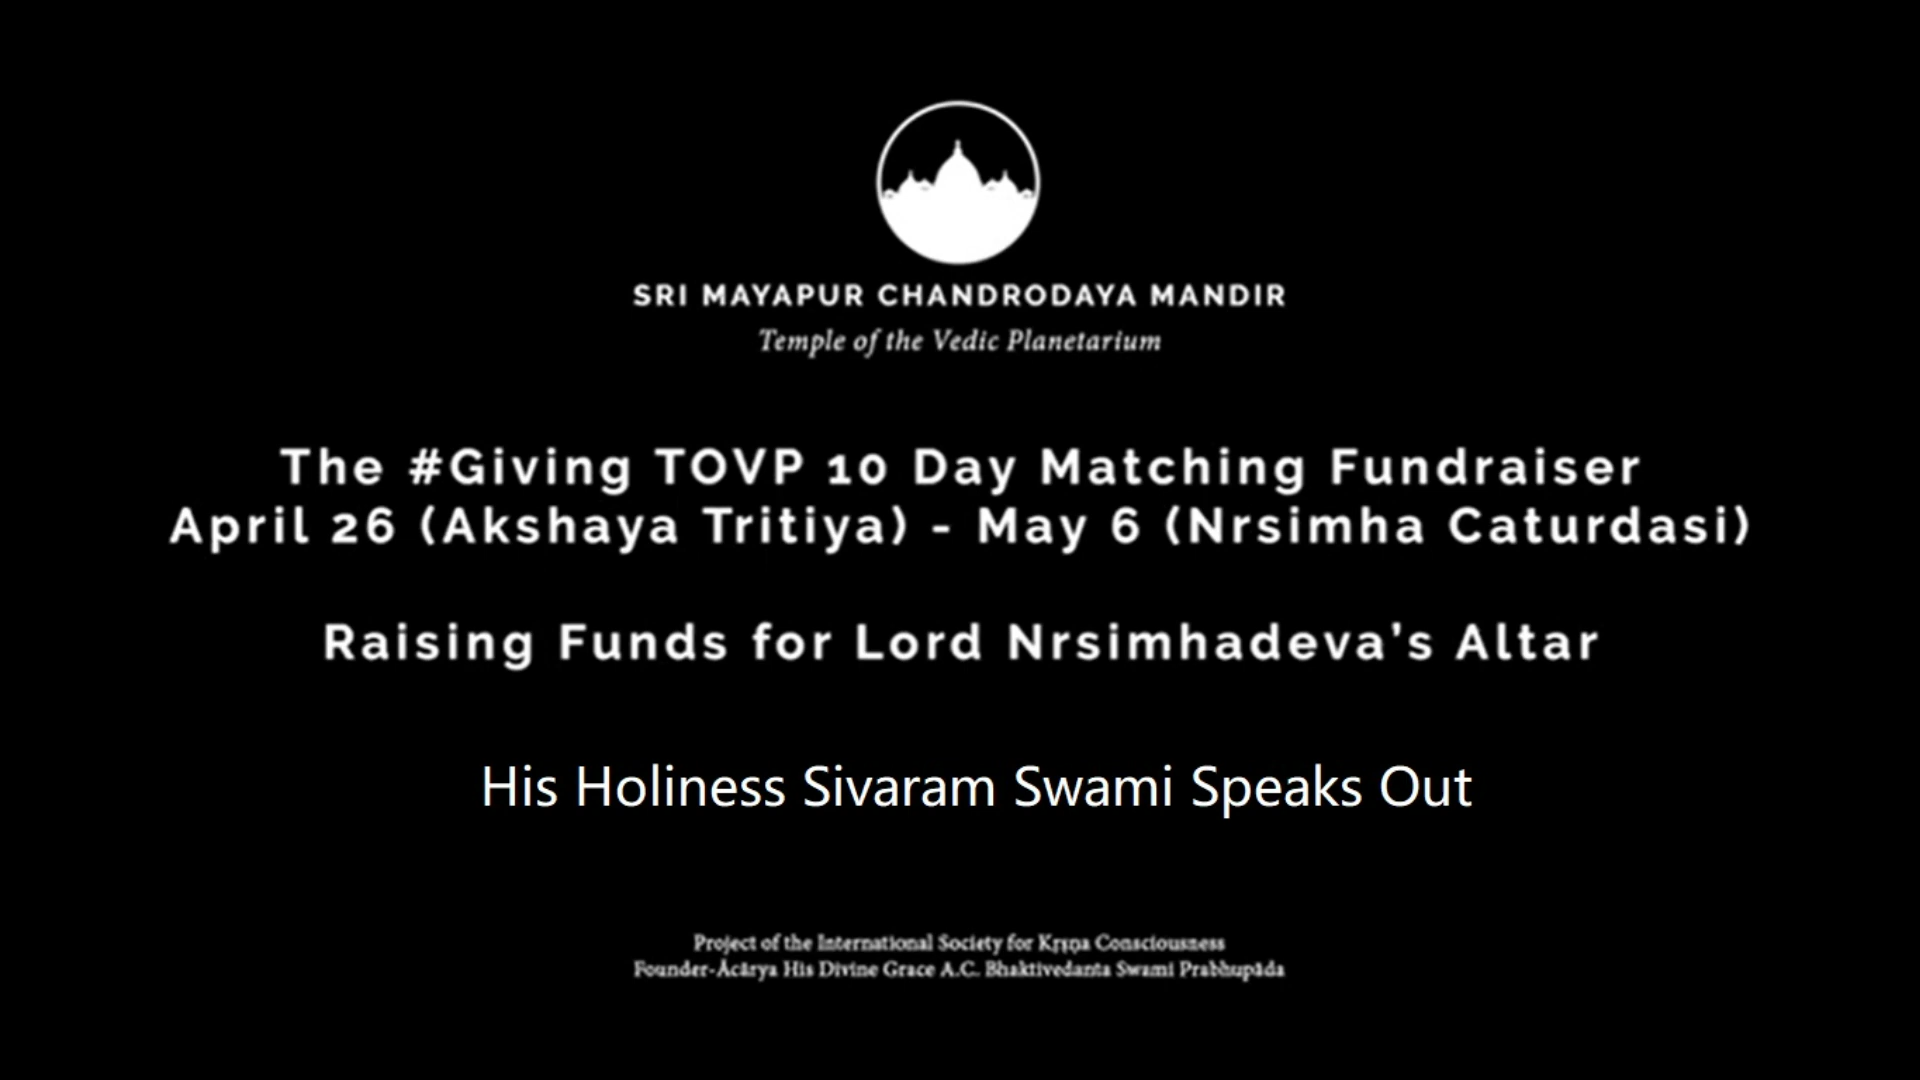 SRI MAYAPUR CHANDRODAYA MANDIR
Temple of the Vedic Planetarium
The #Giving TOVP 10 Day Matching Fundraiser
April 26 (Akshaya Tritiya) - May 6 (Nrsimha Caturdasi)
Raising Funds for Lord Nrsimhadeva’s Altar
His Holiness Sivaram Swami Speaks Out
Project of the International Society for Kṛṣṇa Consciousness
Founder-Ācārya His Divine Grace A.C. Bhaktivedanta Swami Prabhupāda